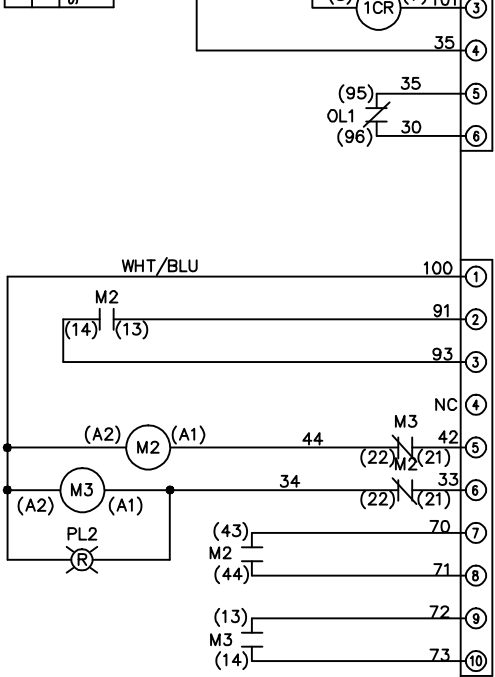 1CR
3
35
4
(95) 35
5
OL1
(96) 30
6
WHT/BLU 100
1
M2
91
2
(14) (13)
93
3
NC
4
M3
(A2) M2 (A1) 44 42
5
(22) (21)
M2
(A2) M3 (A1) 34 33
6
(22) (21)
PL2
R
(43) 70
7
M2
(44) 71
8
(13) 72
9
M3
(14) 73
10